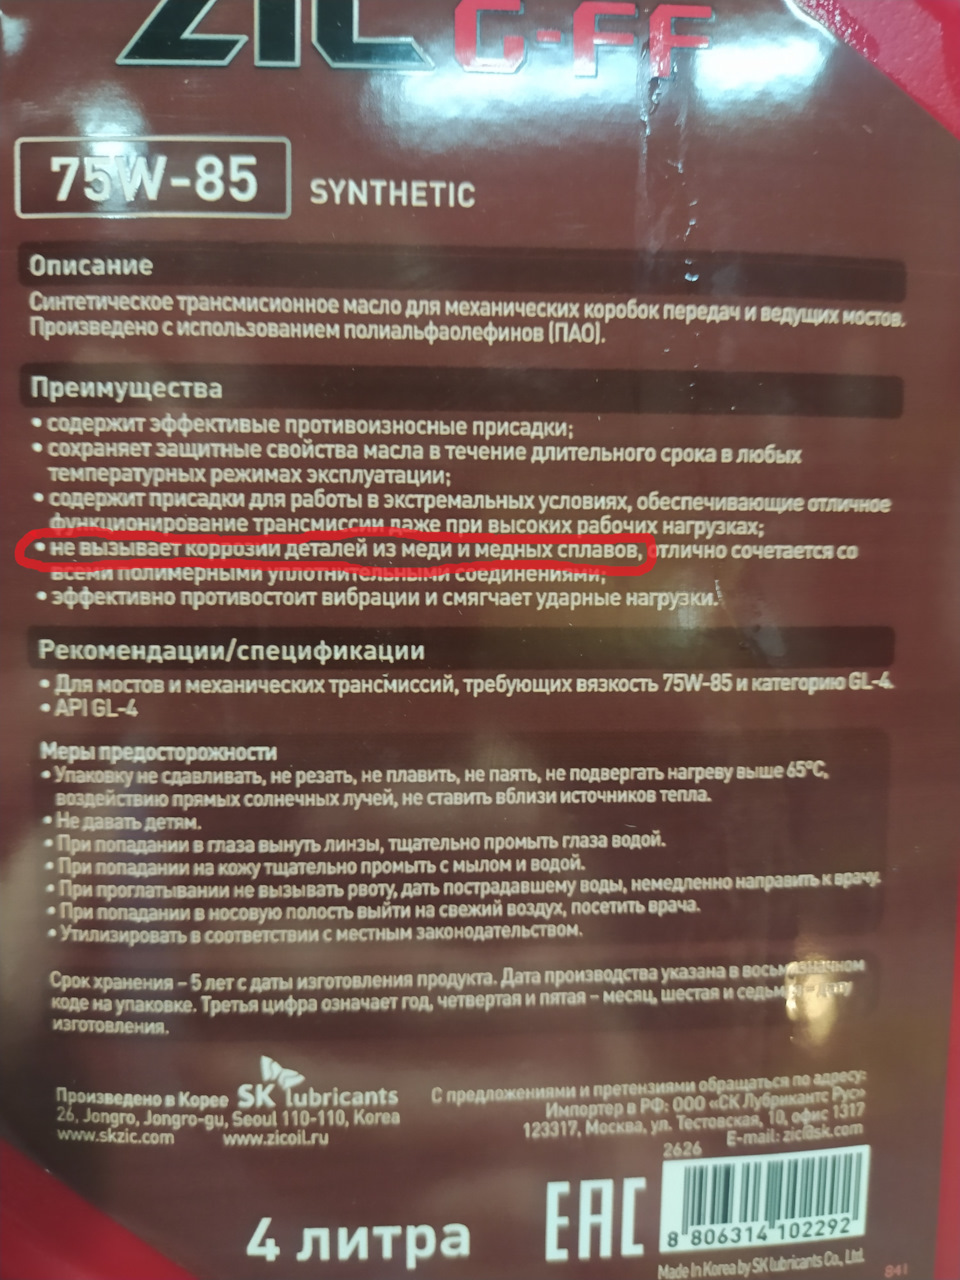 ZIC G-FF
75W-85 SYNTHETIC
Описание
Синтетическое трансмисионное масло для механических коробок передач и ведущих мостов.
Произведено с использованием полиальфаолефинов (ПАО).
Преимущества
• содержит эффективные противоизносные присадки;
• сохраняет защитные свойства масла в течение длительного срока в любых
температурных режимах эксплуатации;
• содержит присадки для работы в экстремальных условиях, обеспечивающие отличное
функционирование трансмиссии даже при высоких рабочих нагрузках;
• не вызывает коррозии деталей из меди и медных сплавов, отлично сочетается со
всеми полимерными уплотнительными соединениями;
• эффективно противостоит вибрации и смягчает ударные нагрузки.
Рекомендации/спецификации
• Для мостов и механических трансмиссий, требующих вязкость 75W-85 и категорию GL-4.
• API GL-4
Меры предосторожности
• Упаковку не сдавливать, не резать, не плавить, не паять, не подвергать нагреву выше 65°C,
воздействию прямых солнечных лучей, не ставить вблизи источников тепла.
• Не давать детям.
• При попадании в глаза вынуть линзы, тщательно промыть глаза водой.
• При попадании на кожу тщательно промыть с мылом и водой.
• При проглатывании не вызывать рвоту, дать пострадавшему воды, немедленно направить к врачу.
• При попадании в носовую полость выйти на свежий воздух, посетить врача.
• Утилизировать в соответствии с местным законодательством.
Срок хранения – 5 лет с даты изготовления продукта. Дата производства указана в восьмизначном
коде на упаковке. Третья цифра означает год, четвертая и пятая – месяц, шестая и седьмая – дату
изготовления.
Произведено в Корее SK lubricants
26, Jongro, Jongro-gu, Seoul 110-110, Korea
www.skzic.com www.zicoil.ru
С предложениями и претензиями обращаться по адресу:
Импортер в РФ: ООО «СК Лубрикантс Рус»
123317, Москва, ул. Тестовская, 10, офис 1317
E-mail: zic@sk.com
2626
4 литра
EAC
8 806314 102292
Made In Korea by SK lubricants Co., Ltd.
841